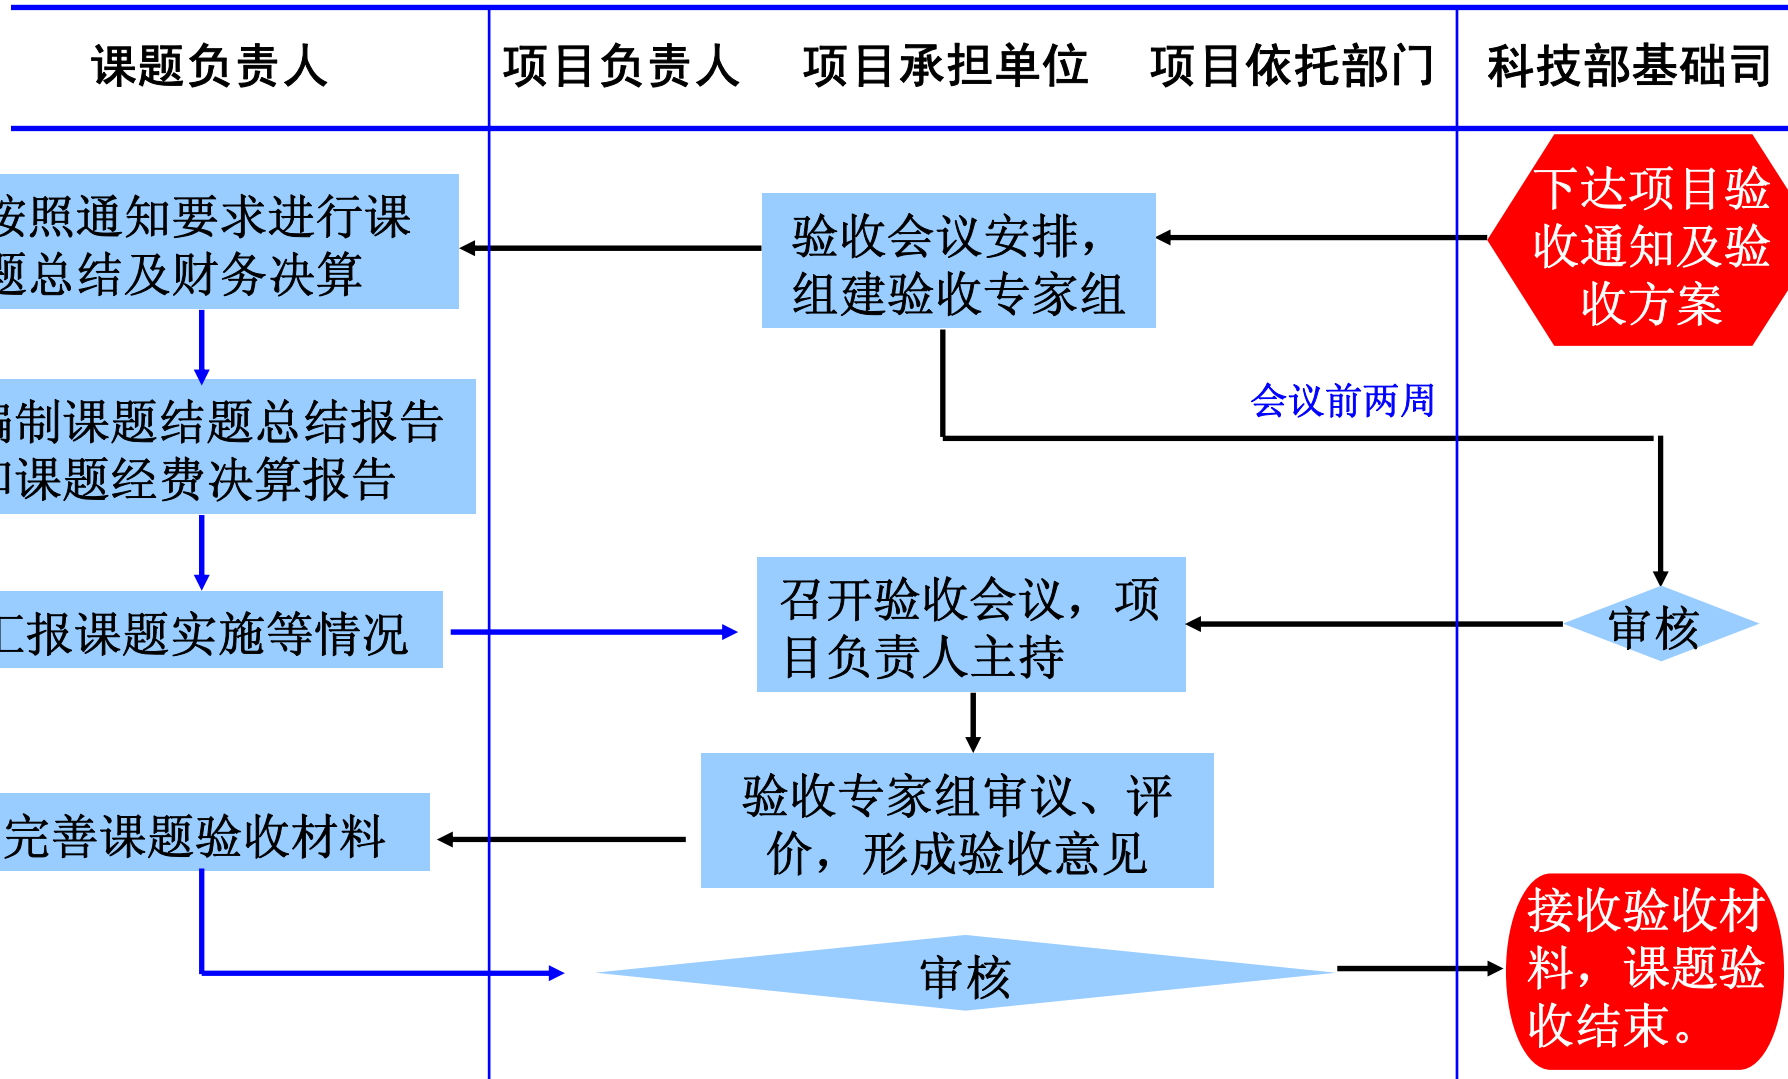 课题负责人 项目负责人 项目承担单位 项目依托部门 科技部基础司
下达项目验
收通知及验
收方案
验收会议安排，
组建验收专家组
按照通知要求进行课
题总结及财务决算
编制课题结题总结报告
和课题经费决算报告
会议前两周
审核
汇报课题实施等情况
召开验收会议，项
目负责人主持
验收专家组审议、评
价，形成验收意见
完善课题验收材料
审核
接收验收材
料，课题验
收结束。